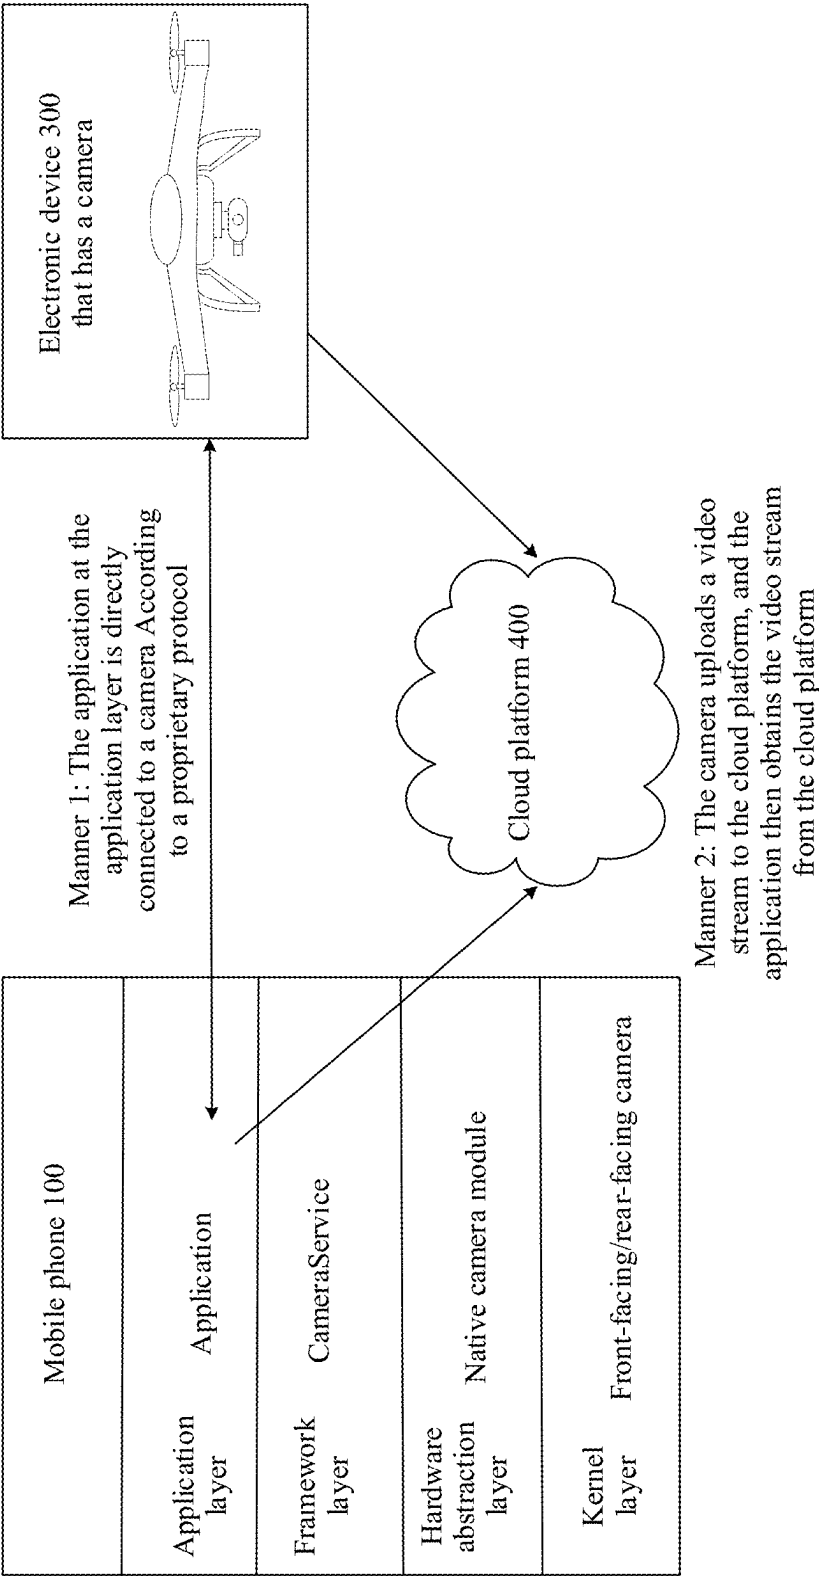 Mobile phone 100
Application
layer
Application
Framework
layer
CameraService
Hardware
abstraction
layer
Native camera module
Kernel
layer
Front-facing/rear-facing camera
Manner 1: The application at the
application layer is directly
connected to a camera According
to a proprietary protocol
Electronic device 300
that has a camera
Cloud platform 400
Manner 2: The camera uploads a video
stream to the cloud platform, and the
application then obtains the video stream
from the cloud platform